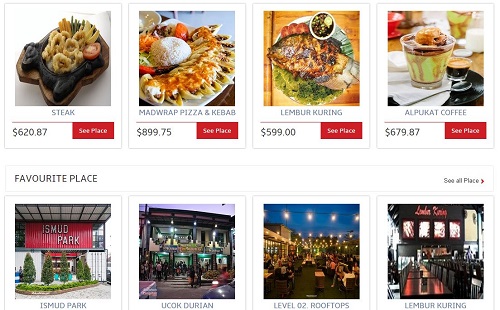 STEAK
MADWRAP PIZZA & KEBAB
LEMBUR KURING
ALPUKAT COFFEE
$620.87
See Place
$899.75
See Place
$599.00
See Place
$679.87
See Place
FAVOURITE PLACE
See all Place
ISMUD
PARK
Lembur Kuring
ISMUD PARK
UCOK DURIAN
LEVEL 02. ROOFTOPS
LEMBUR KURING